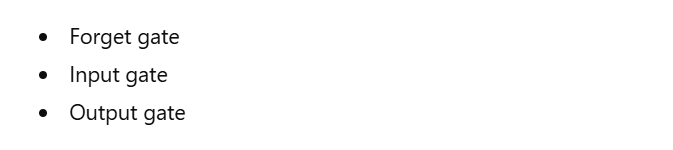 • Forget gate
• Input gate
• Output gate